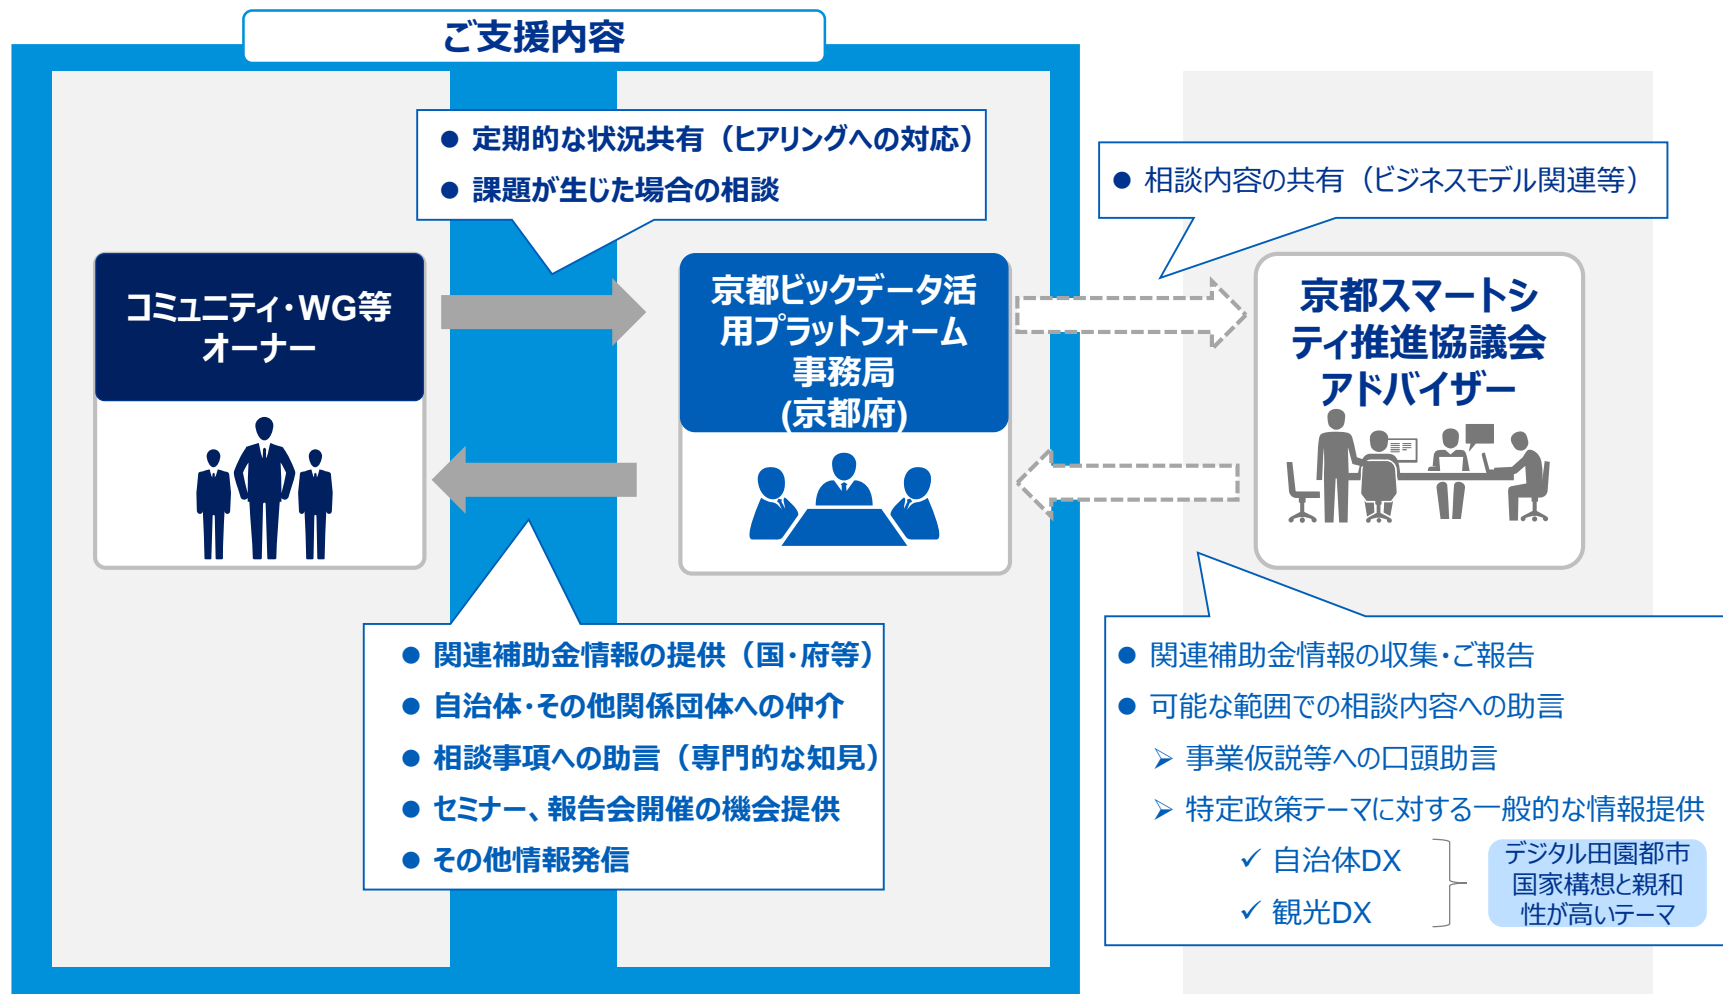 ご支援内容
● 定期的な状況共有（ヒアリングへの対応）
● 課題が生じた場合の相談
● 相談内容の共有（ビジネスモデル関連等）
コミュニティ・WG等
オーナー
京都ビックデータ活
用プラットフォーム
事務局
(京都府)
京都スマートシ
ティ推進協議会
アドバイザー
● 関連補助金情報の提供（国・府等）
● 自治体・その他関係団体への仲介
● 相談事項への助言（専門的な知見）
● セミナー、報告会開催の機会提供
● その他情報発信
● 関連補助金情報の収集・ご報告
● 可能な範囲での相談内容への助言
➢ 事業仮説等への口頭助言
➢ 特定政策テーマに対する一般的な情報提供
✓ 自治体DX
✓ 観光DX
デジタル田園都市
国家構想と親和
性が高いテーマ